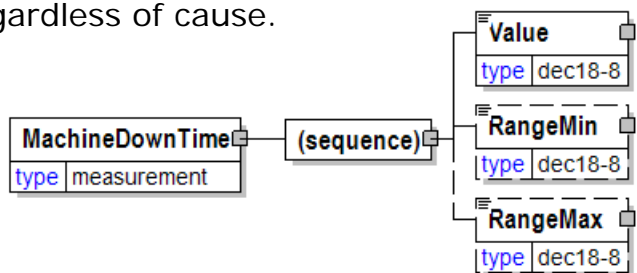 gardless of cause.
Value
type dec18-8
MachineDownTime
type measurement
(sequence)
RangeMin
type dec18-8
RangeMax
type dec18-8